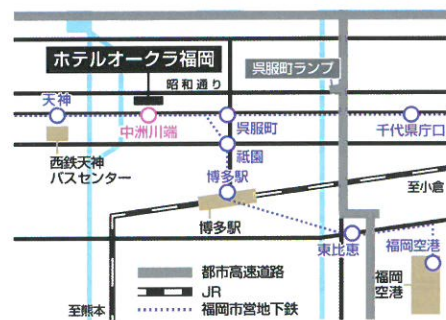 ホテルオークラ福岡
呉服町ランプ
昭和通り
天神
中洲川端
呉服町
千代県庁口
西鉄天神
バスセンター
祇園
博多駅
至小倉
博多駅
東比恵
福岡空港
福岡
空港
都市高速道路
JR
福岡市営地下鉄
至熊本